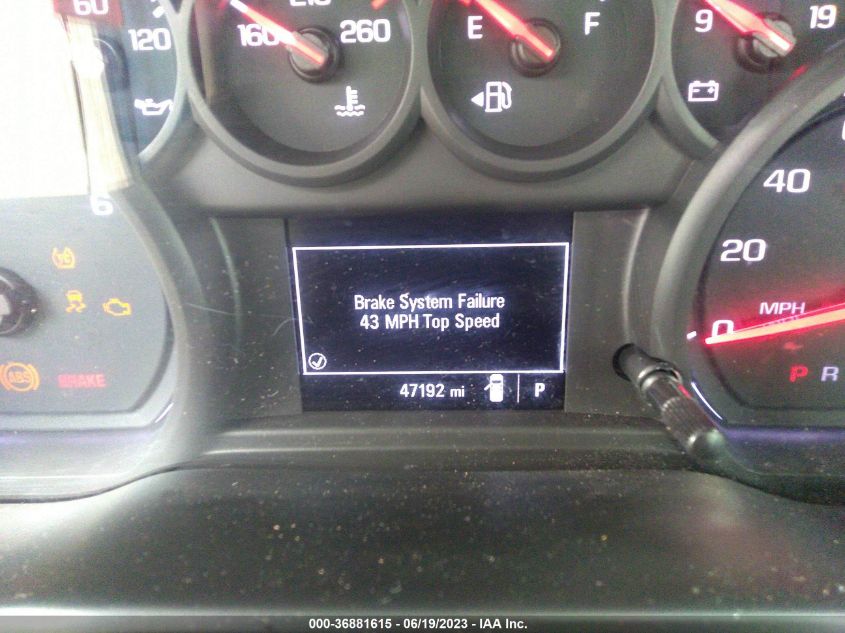 60
120
160
210
260
E
F
9
19
6
40
20
MPH
0
Brake System Failure
43 MPH Top Speed
ABS
BRAKE
47192 mi
P
P R
000-36881615 - 06/19/2023 - IAA Inc.